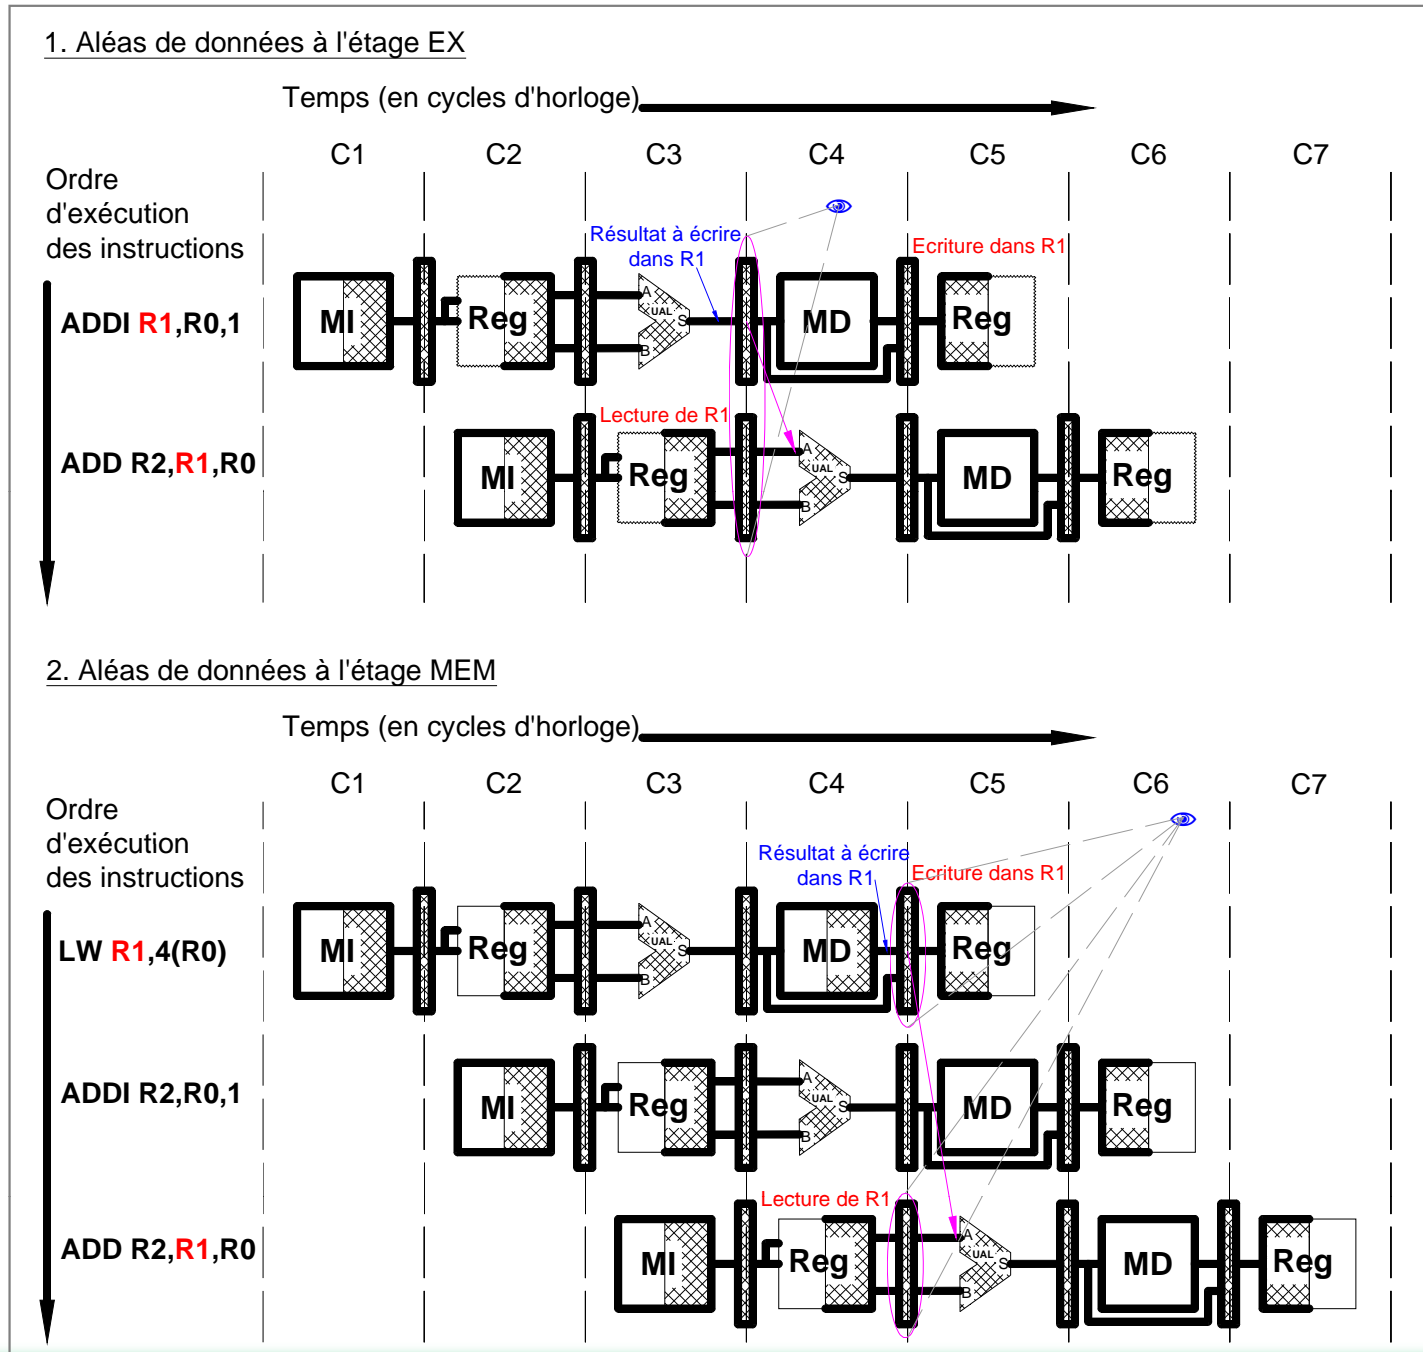 1. Aléas de données à l'étage EX
Temps (en cycles d'horloge)
C1 C2 C3 C4 C5 C6 C7
Ordre
d'exécution
des instructions
Résultat à écrire
dans R1
Ecriture dans R1
ADDI R1,R0,1
MI Reg A UAL S B MD Reg
Lecture de R1
ADD R2,R1,R0
MI Reg A UAL S B MD Reg
2. Aléas de données à l'étage MEM
Temps (en cycles d'horloge)
C1 C2 C3 C4 C5 C6 C7
Ordre
d'exécution
des instructions
Résultat à écrire
dans R1
Ecriture dans R1
LW R1,4(R0)
MI Reg A UAL S B MD Reg
ADDI R2,R0,1
MI Reg A UAL S B MD Reg
Lecture de R1
ADD R2,R1,R0
MI Reg A UAL S B MD Reg